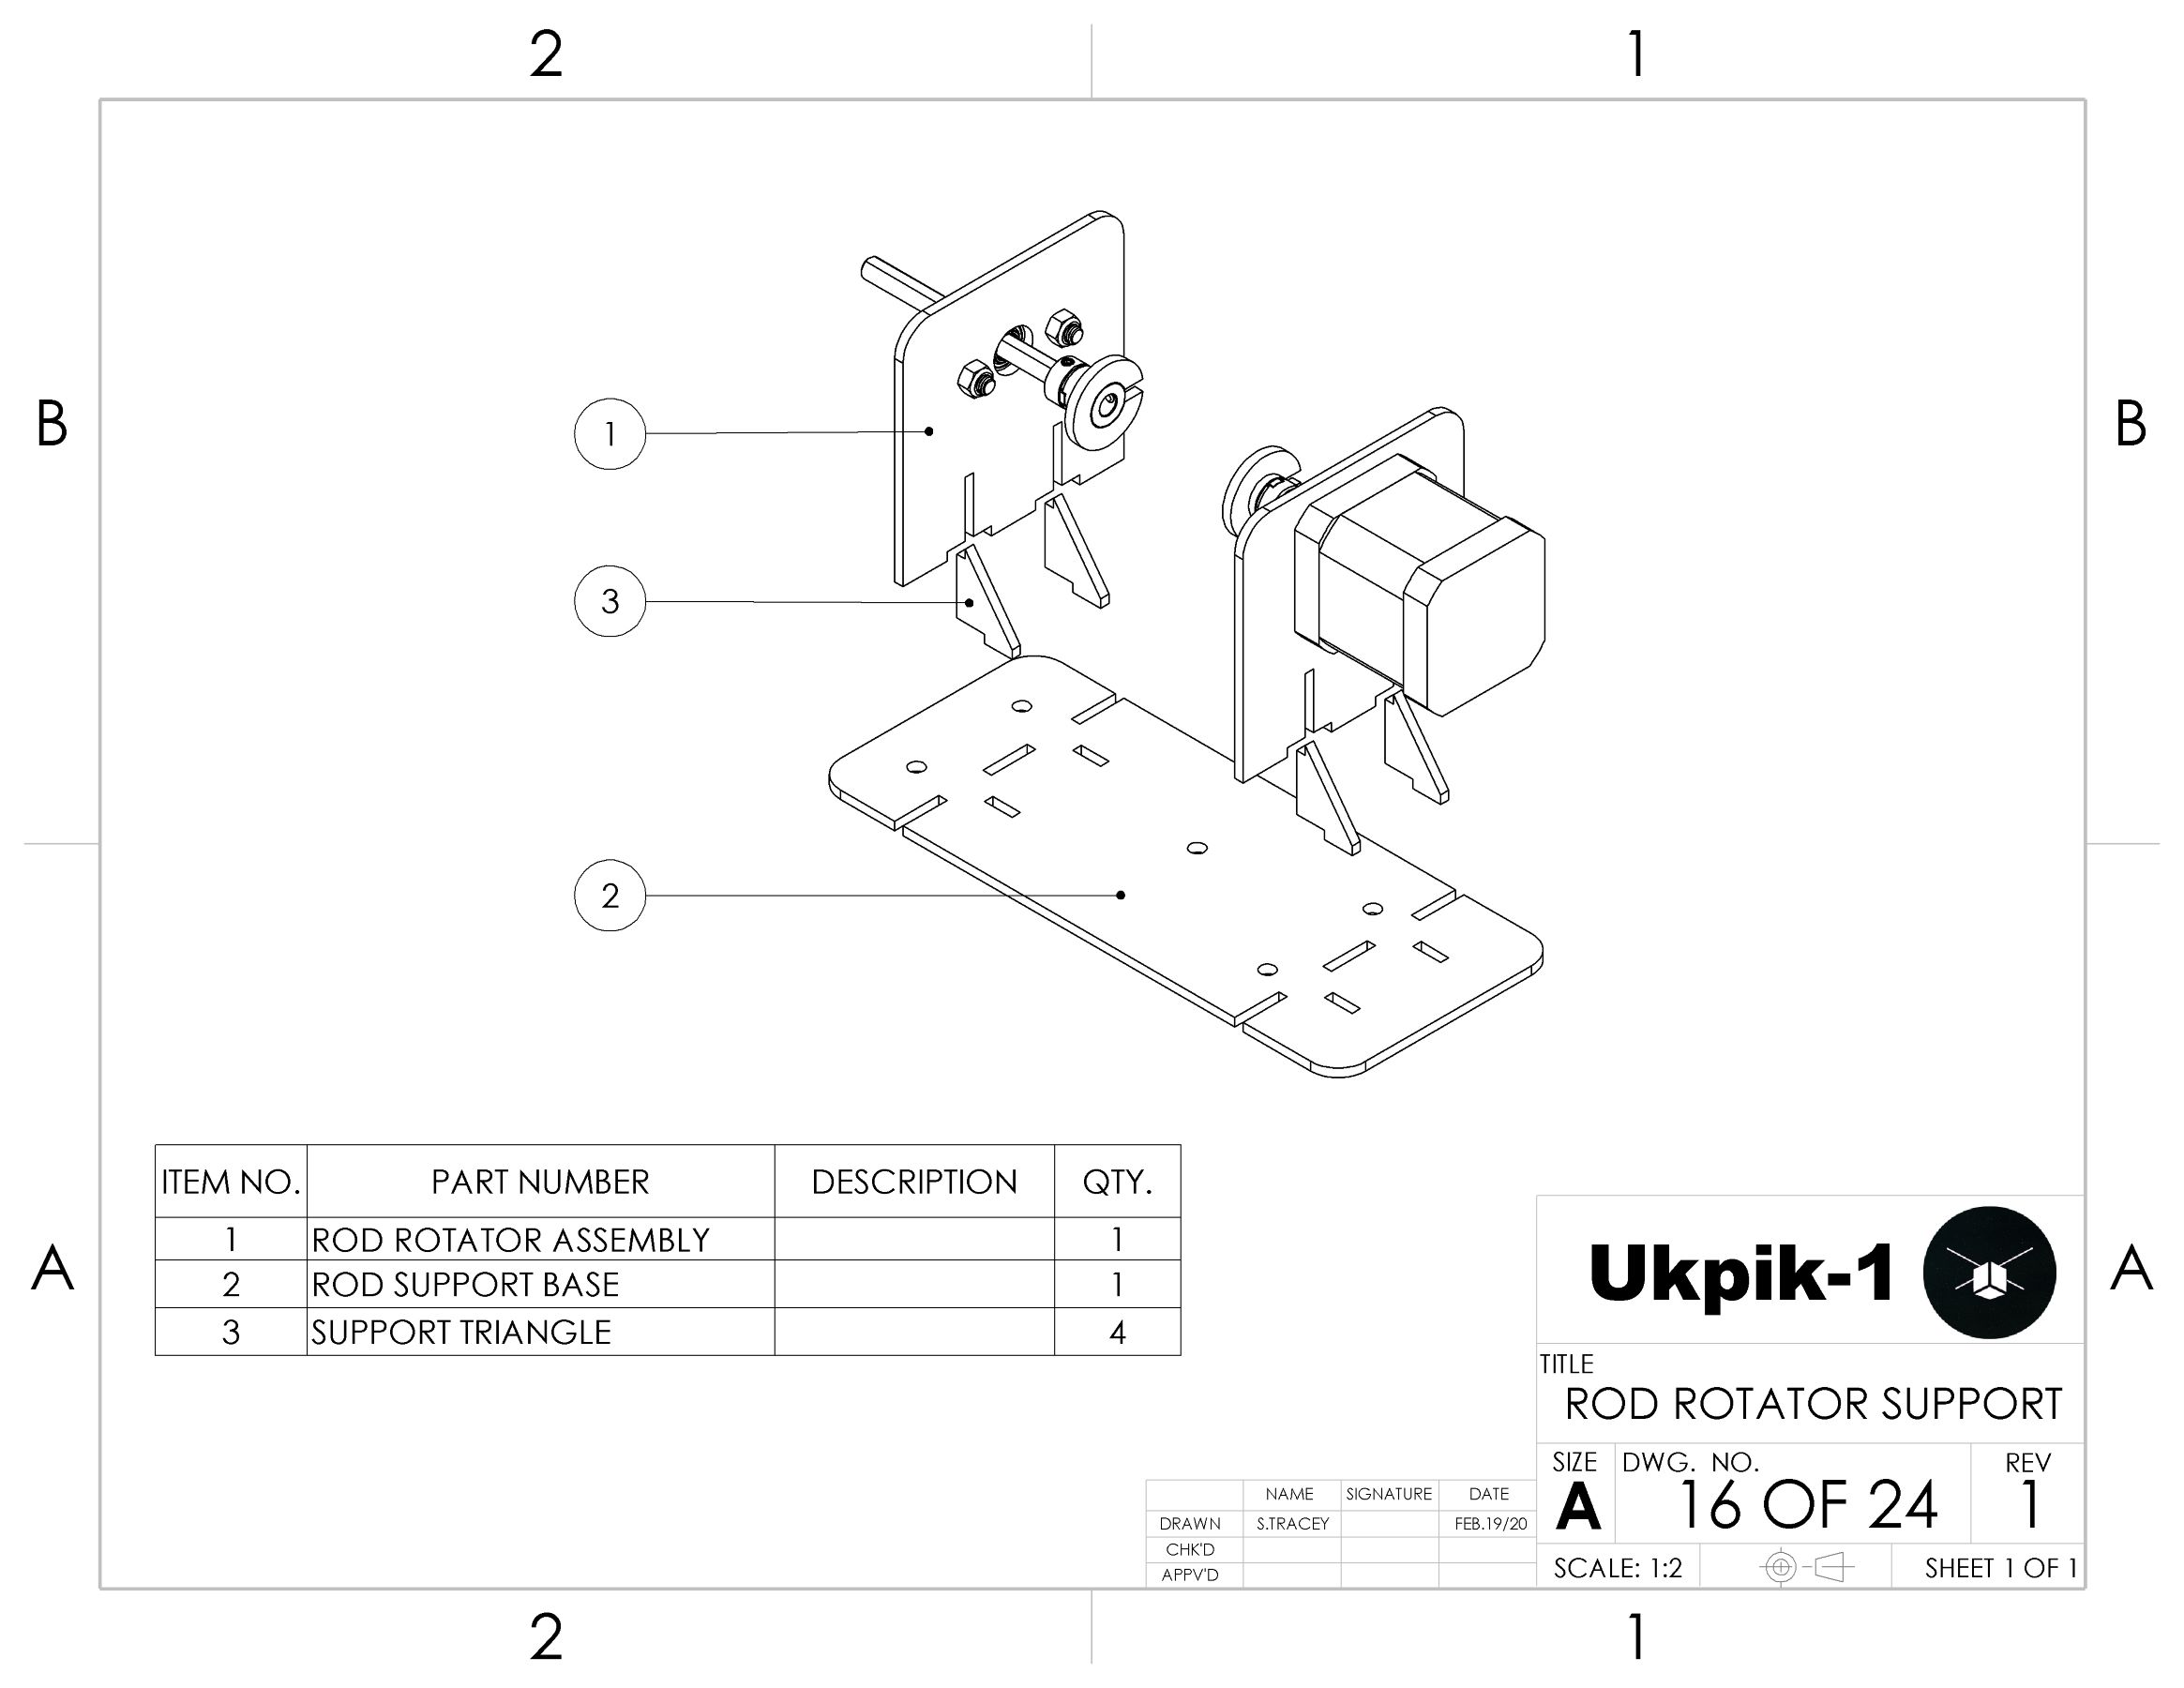 2 1
B B
1
3
2
ITEM NO. PART NUMBER DESCRIPTION QTY.
1 ROD ROTATOR ASSEMBLY 1
2 ROD SUPPORT BASE 1
3 SUPPORT TRIANGLE 4
A A
Ukpik-1
TITLE
ROD ROTATOR SUPPORT
SIZE DWG. NO. REV
A 16 OF 24 1
NAME SIGNATURE DATE
DRAWN S.TRACEY FEB.19/20
CHK'D
APPV'D
SCALE: 1:2 SHEET 1 OF 1
2 1